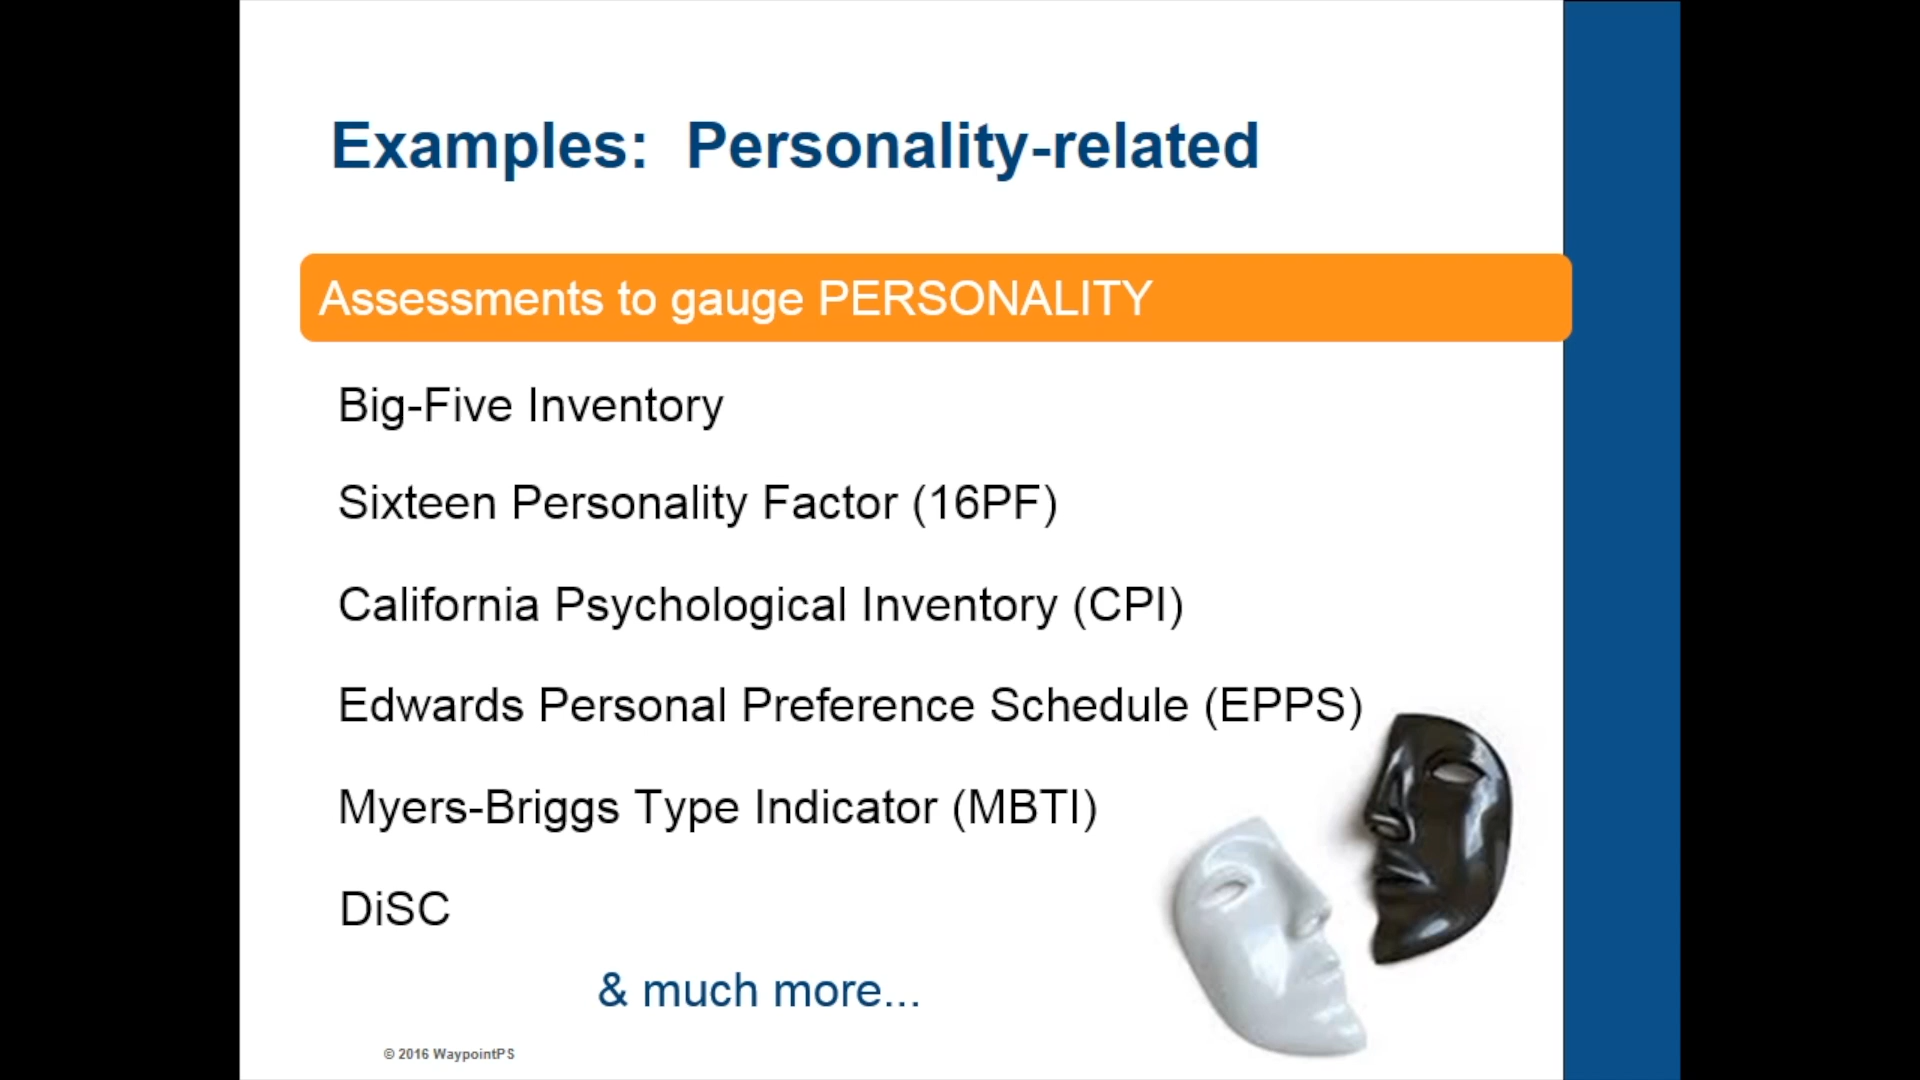 Examples:  Personality-related
Assessments to gauge PERSONALITY
Big-Five Inventory
Sixteen Personality Factor (16PF)
California Psychological Inventory (CPI)
Edwards Personal Preference Schedule (EPPS)
Myers-Briggs Type Indicator (MBTI)
DiSC
& much more...
© 2016 WaypointPS